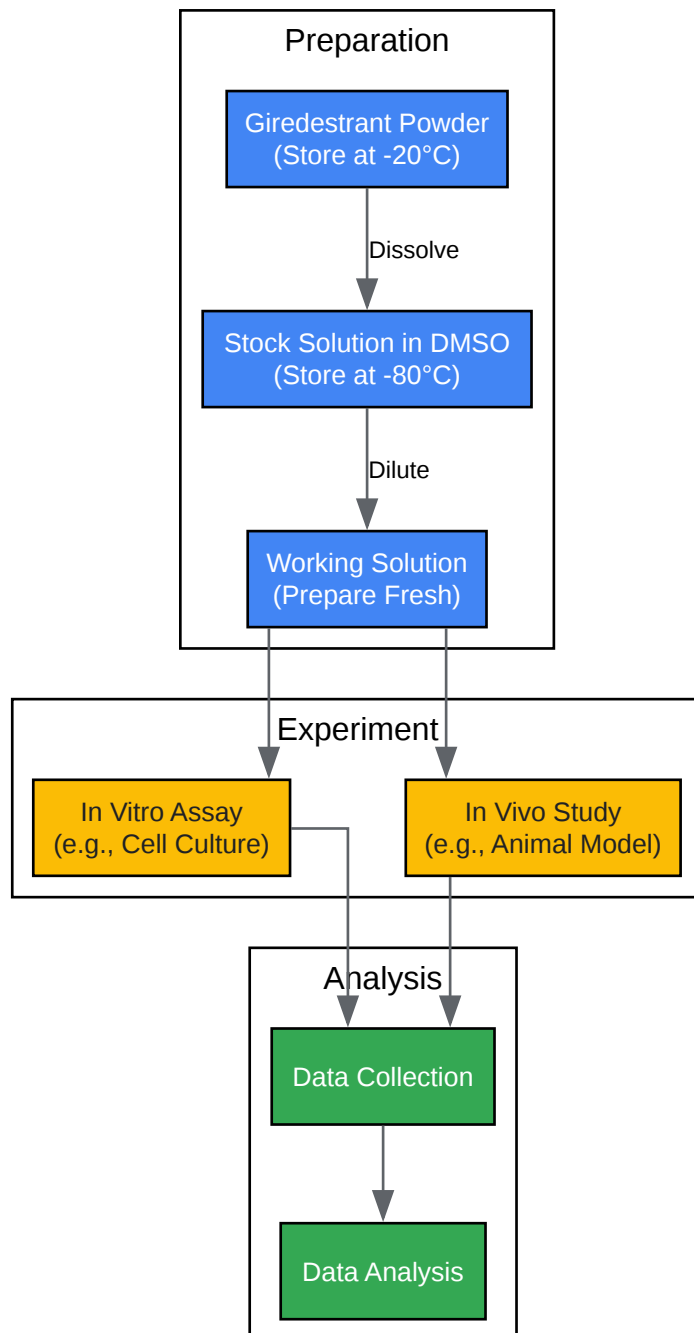 Preparation
Giredestrant Powder
(Store at -20°C)
Dissolve
Stock Solution in DMSO
(Store at -80°C)
Dilute
Working Solution
(Prepare Fresh)
Experiment
In Vitro Assay
(e.g., Cell Culture)
In Vivo Study
(e.g., Animal Model)
Analysis
Data Collection
Data Analysis